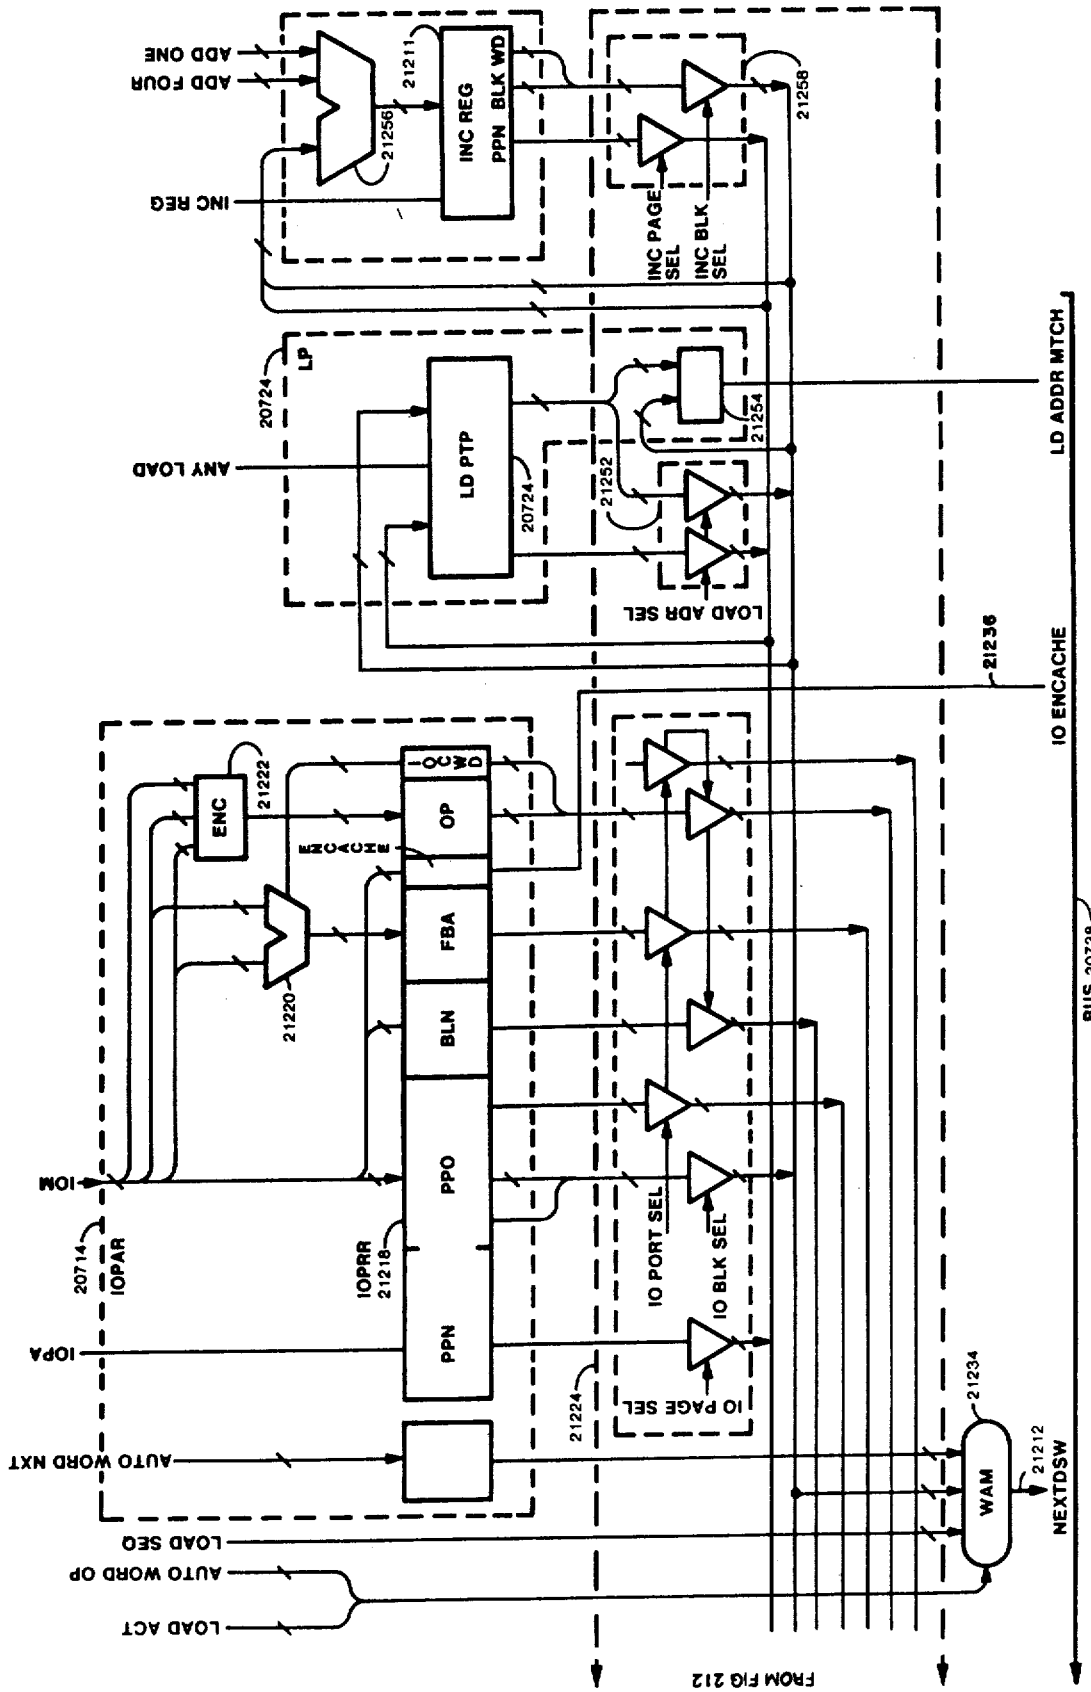 ADD ONE
ADD FOUR
INC REG
21256
21211
INC REG
PPN BLK WD
INC PAGE
SEL
INC BLK
SEL
21258
20724
LP
ANY LOAD
LD PTP
20724
21252
21254
LOAD ADR SEL
LD ADDR MTCH
21236
IO ENCACHE
IOM
20714
IOPAR
ENC
21222
21220
ENCACHE
IOPRR
21218
PPN
PPO
BLN
FBA
OP
I
O
C
W
D
IOPA
IO PORT SEL
IO BLK SEL
IO PAGE SEL
21224
AUTO WORD NXT
LOAD SEQ
AUTO WORD OP
LOAD ACT
WAM
21234
21212
NEXTDSW
FROM FIG 212
BUS 20728